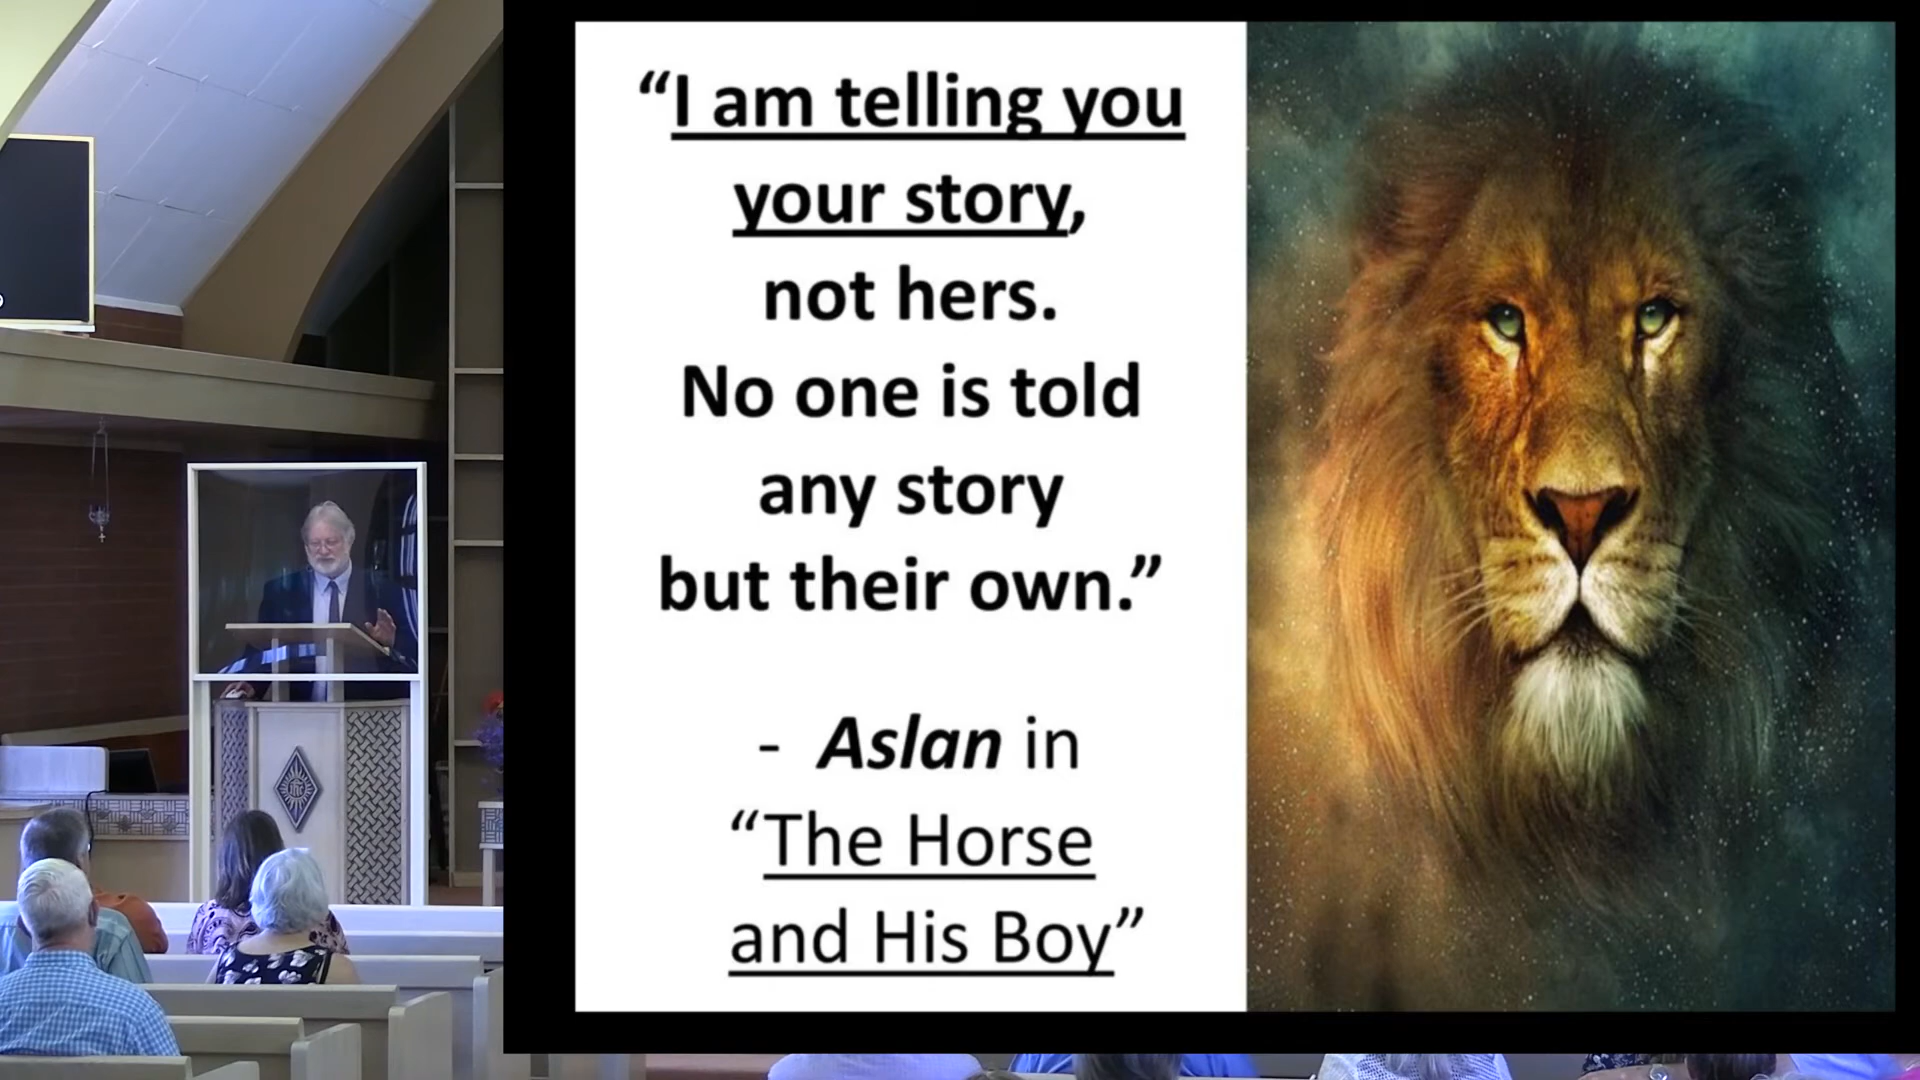 “I am telling you
your story,
not hers.
No one is told
any story
but their own.”
- Aslan in
“The Horse
and His Boy”